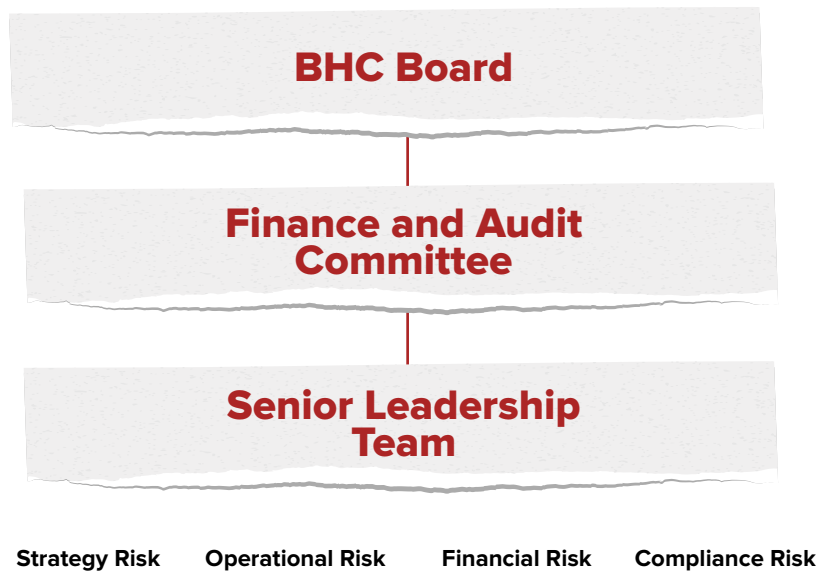 BHC Board
Finance and Audit
Committee
Senior Leadership
Team
Strategy Risk Operational Risk Financial Risk Compliance Risk